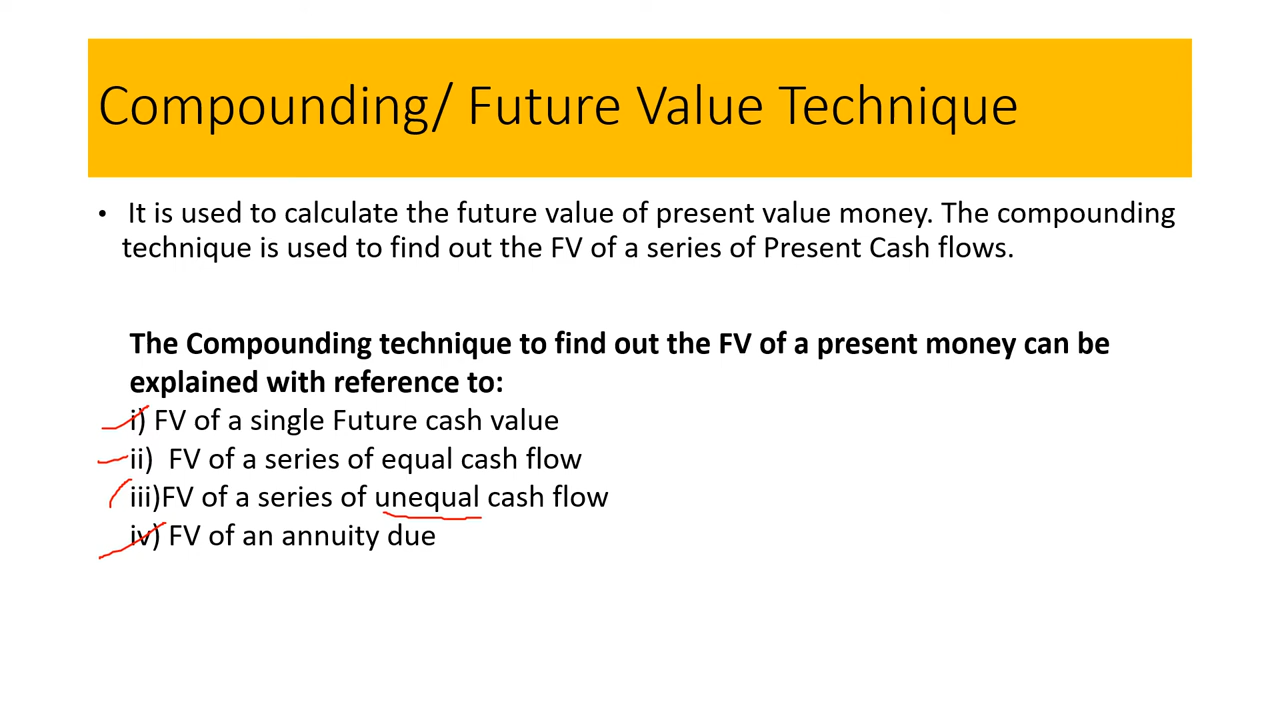 Compounding/ Future Value Technique
• It is used to calculate the future value of present value money. The compounding
technique is used to find out the FV of a series of Present Cash flows.
The Compounding technique to find out the FV of a present money can be
explained with reference to:
i) FV of a single Future cash value
ii)  FV of a series of equal cash flow
iii)FV of a series of unequal cash flow
iv) FV of an annuity due